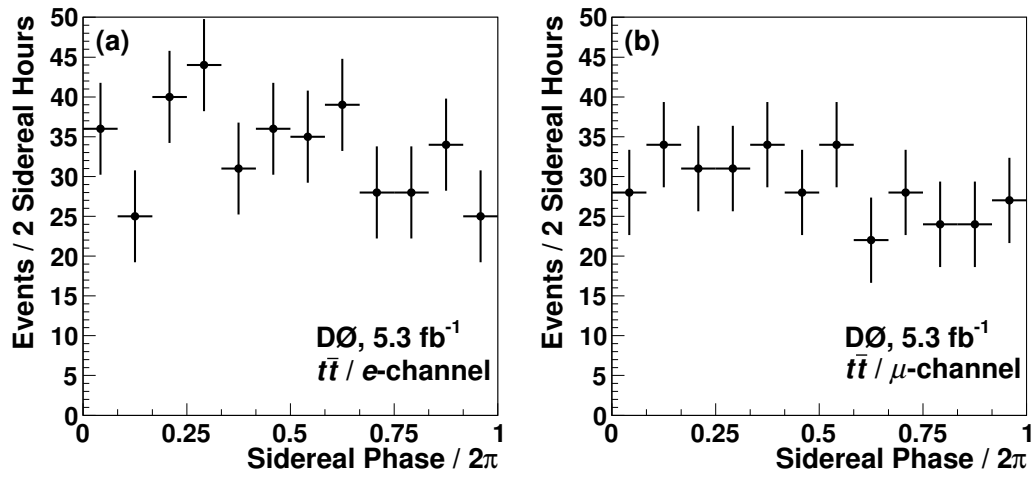 Events / 2 Sidereal Hours
50
45
40
35
30
25
20
15
10
5
0
(a)
DØ, 5.3 fb⁻¹
tt̄ / e-channel
0 0.25 0.5 0.75 1
Sidereal Phase / 2π
Events / 2 Sidereal Hours
50
45
40
35
30
25
20
15
10
5
0
(b)
DØ, 5.3 fb⁻¹
tt̄ / μ-channel
0 0.25 0.5 0.75 1
Sidereal Phase / 2π